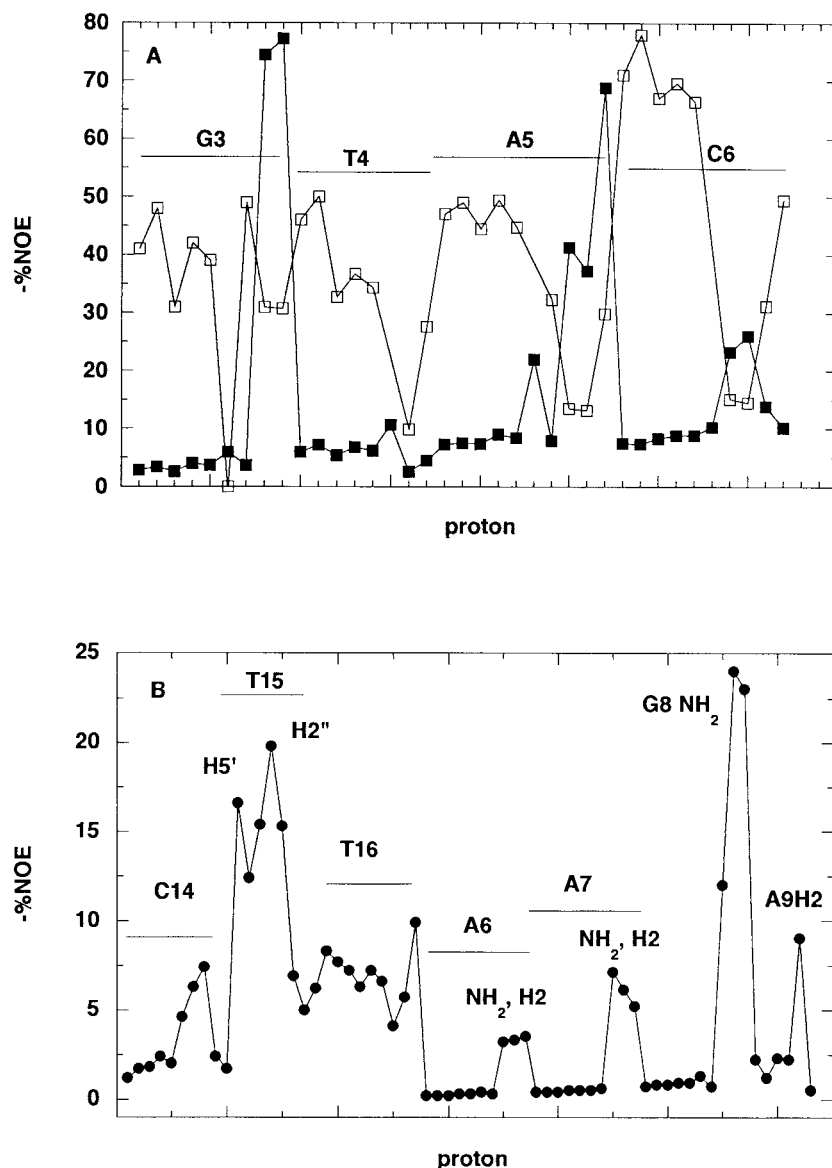 80
A
70
60
G3
A5
T4
C6
50
-%NOE
40
30
20
10
0
proton
25
B
T15
G8 NH2
20
H2"
H5'
T16
15
-%NOE
C14
A7
A9H2
10
A6
NH2, H2
NH2, H2
5
0
proton